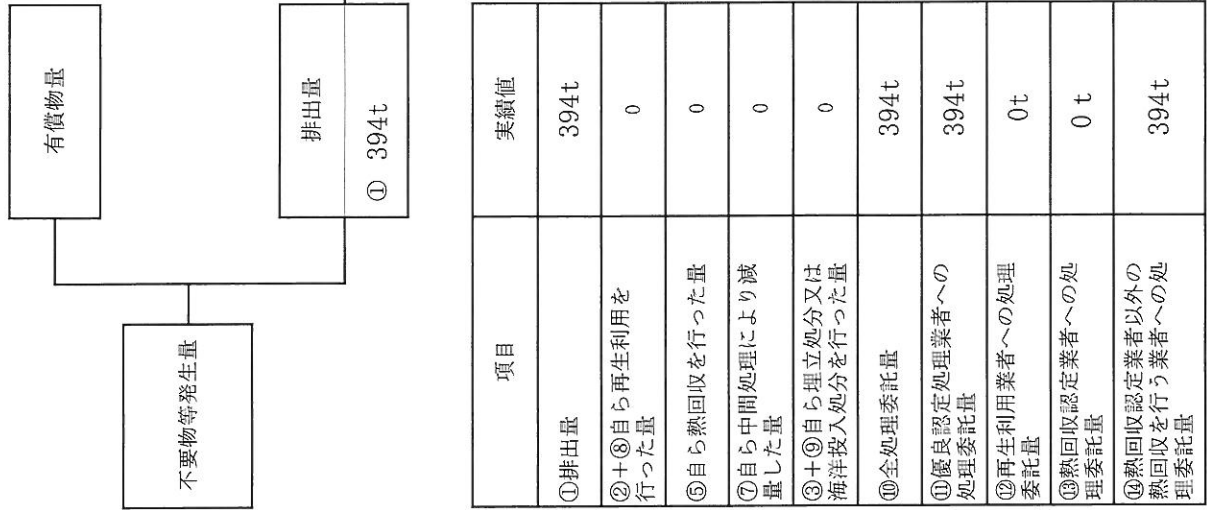 不要物等発生量
有償物量
排出量
① 394t
項目
実績値
①排出量
394t
②+⑧自ら再生利用を
行った量
0
⑤自ら熱回収を行った量
0
⑦自ら中間処理により減
量した量
0
③+⑨自ら埋立処分又は
海洋投入処分を行った量
0
⑩全処理委託量
394t
⑪優良認定処理業者への
処理委託量
394t
⑫再生利用業者への処理
委託量
0t
⑬熱回収認定業者への処
理委託量
0t
⑭熱回収認定業者以外の
熱回収を行う業者への処
理委託量
394t